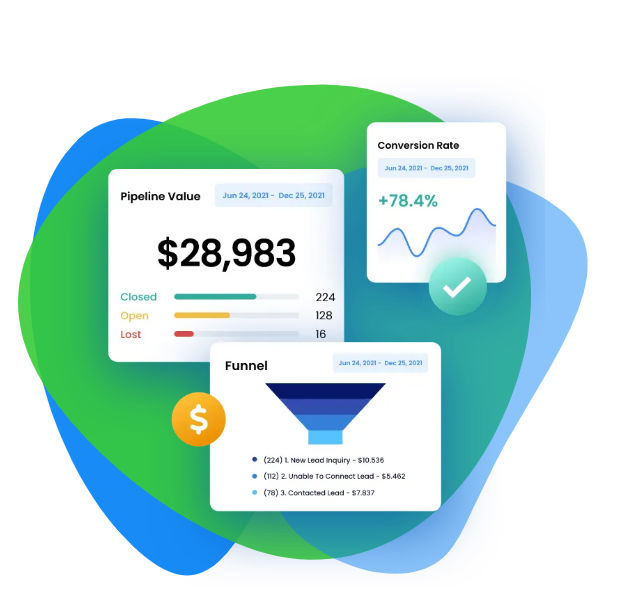 Conversion Rate
Jun 24, 2021 - Dec 25, 2021
+78.4%
Pipeline Value
Jun 24, 2021 - Dec 25, 2021
$28,983
Closed 224
Open 128
Lost 16
Funnel
Jun 24, 2021 - Dec 25, 2021
$
(224) 1. New Lead Inquiry - $10.536
(112) 2. Unable To Connect Lead - $5.462
(78) 3. Contacted Lead - $7.837